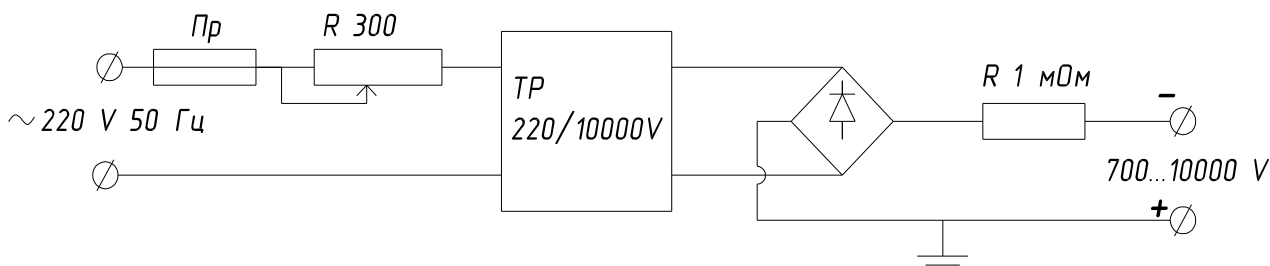 Пр
R 300
~ 220 V 50 Гц
ТР
220/10000V
R 1 мОм
−
700...10000 V
+